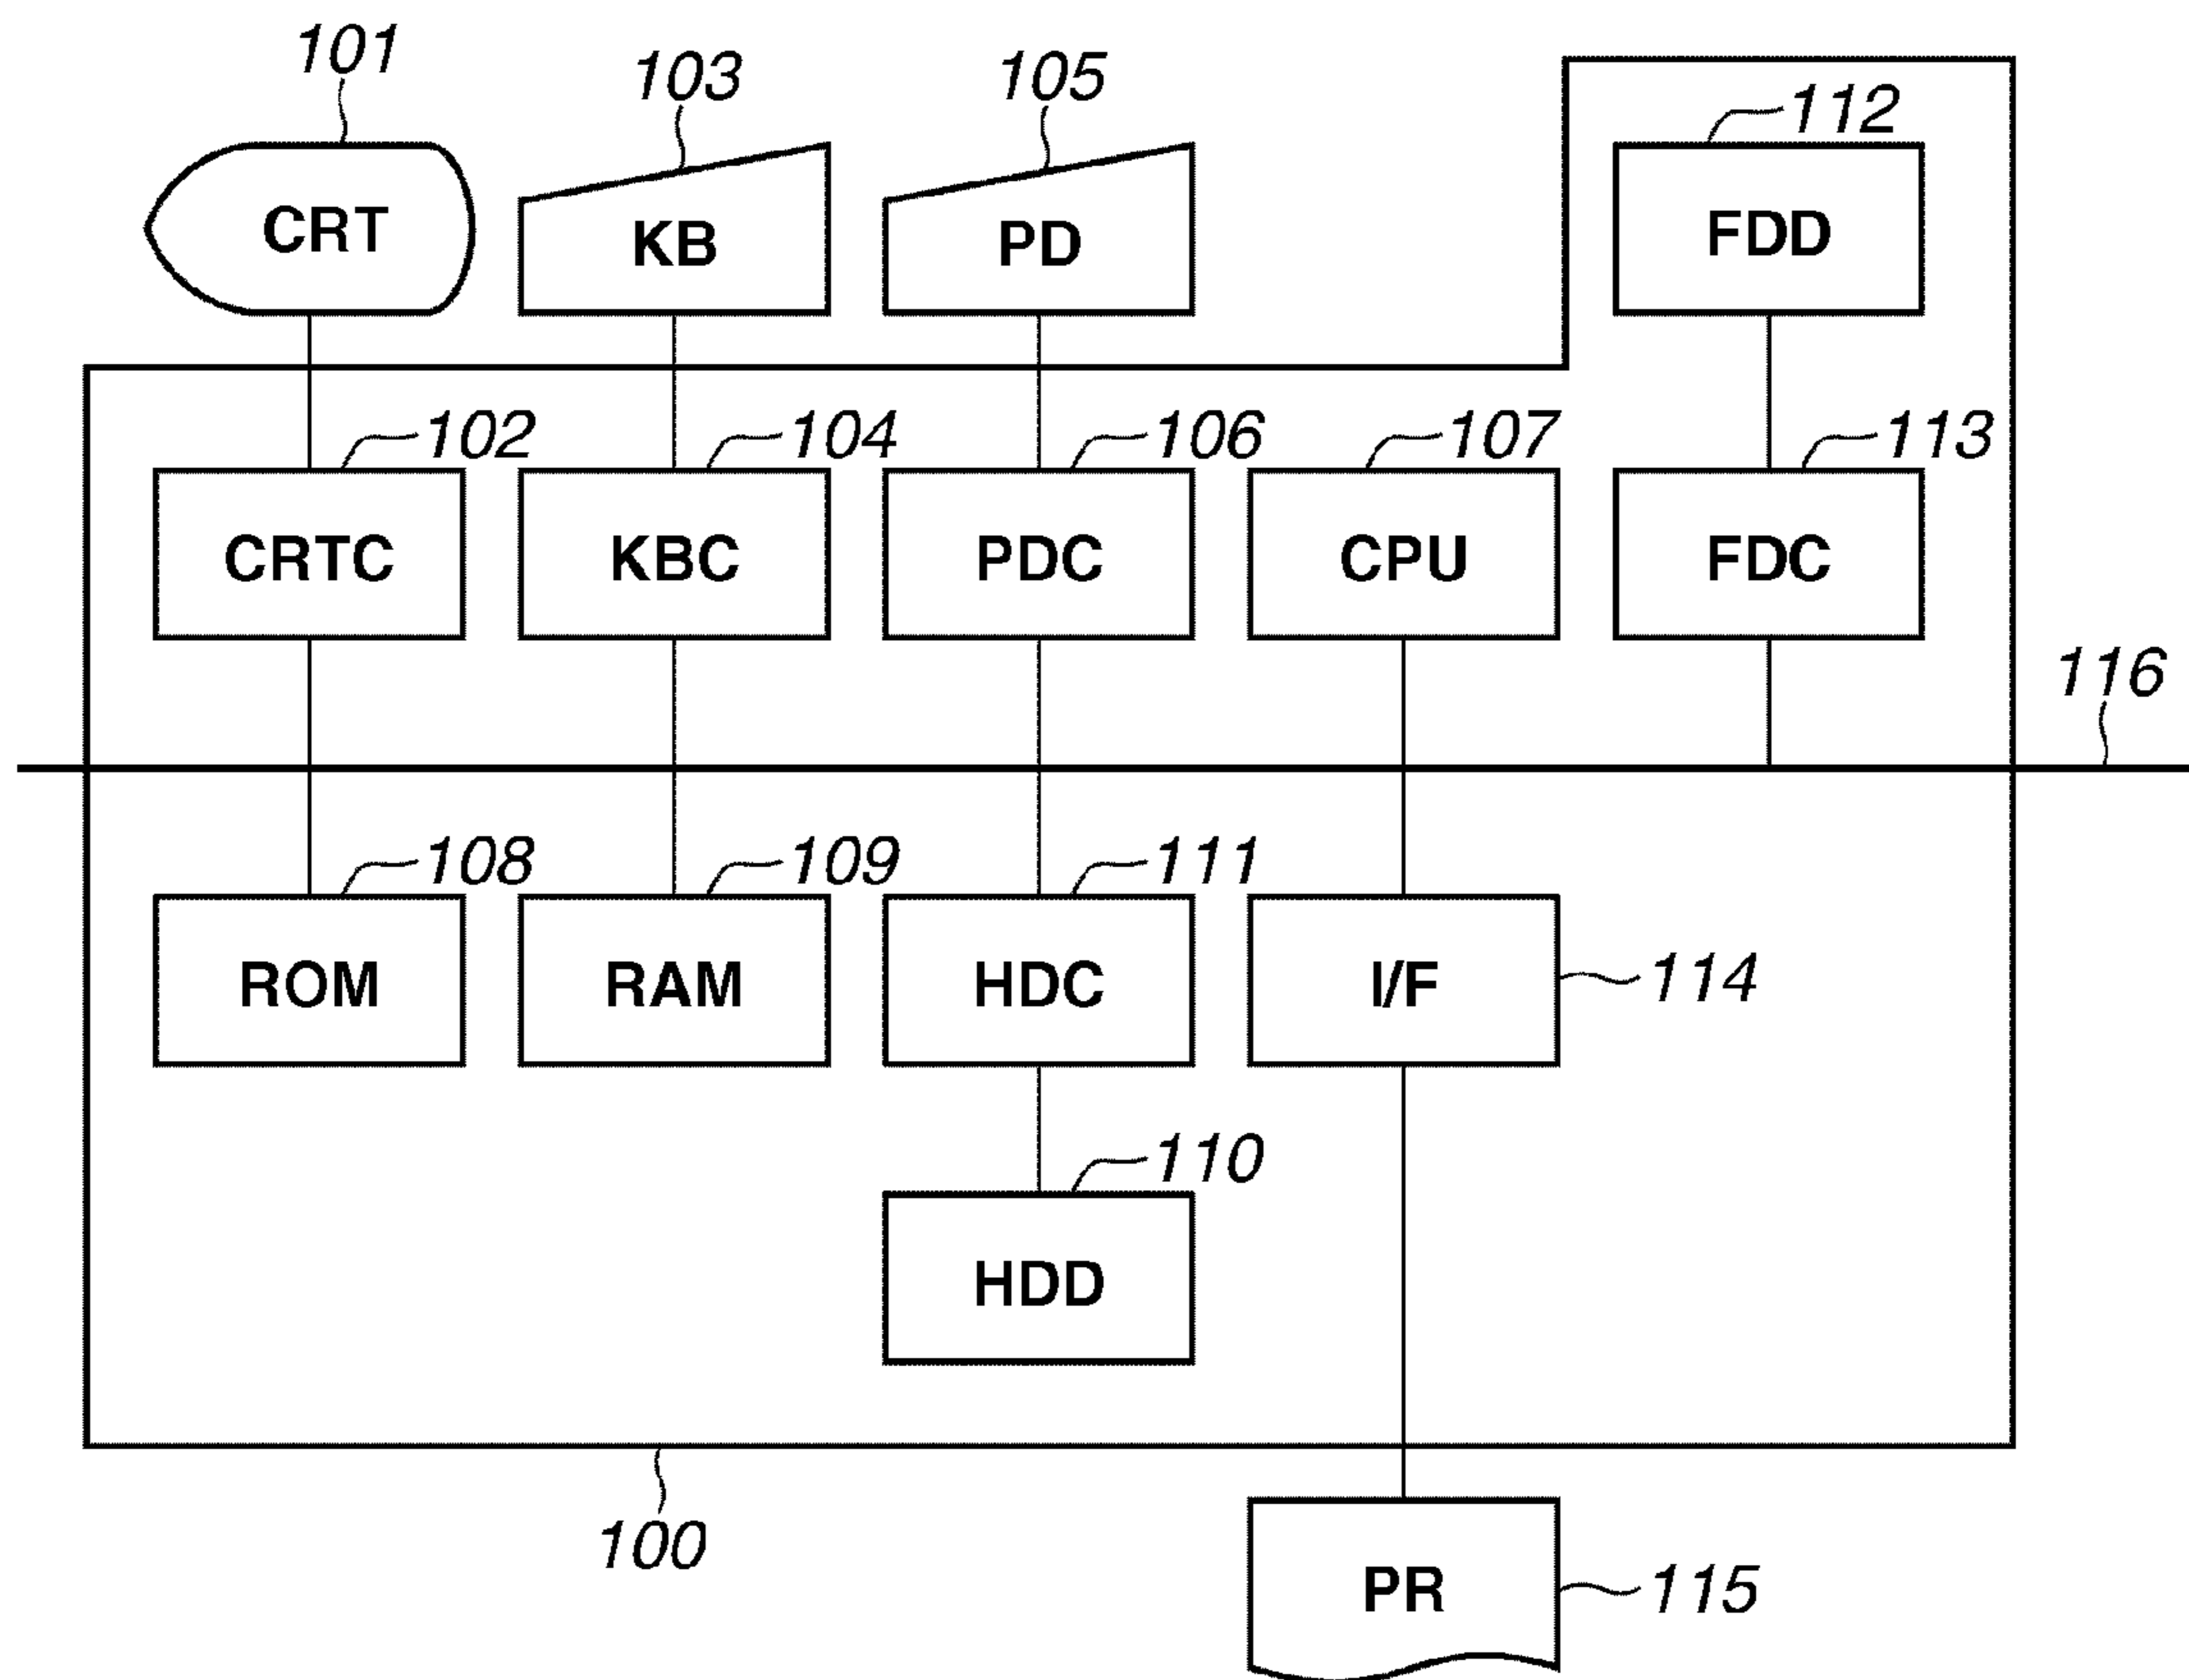 101
103
105
112
CRT
KB
PD
FDD
102
104
106
107
113
CRTC
KBC
PDC
CPU
FDC
116
108
109
111
ROM
RAM
HDC
I/F
114
110
HDD
100
PR
115